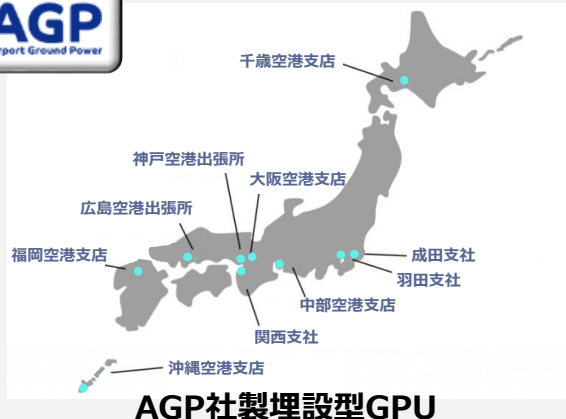 AGP
rport Ground Power
千歳空港支店
神戸空港出張所
大阪空港支店
広島空港出張所
福岡空港支店
成田支社
羽田支社
中部空港支店
関西支社
沖縄空港支店
AGP社製埋設型GPU